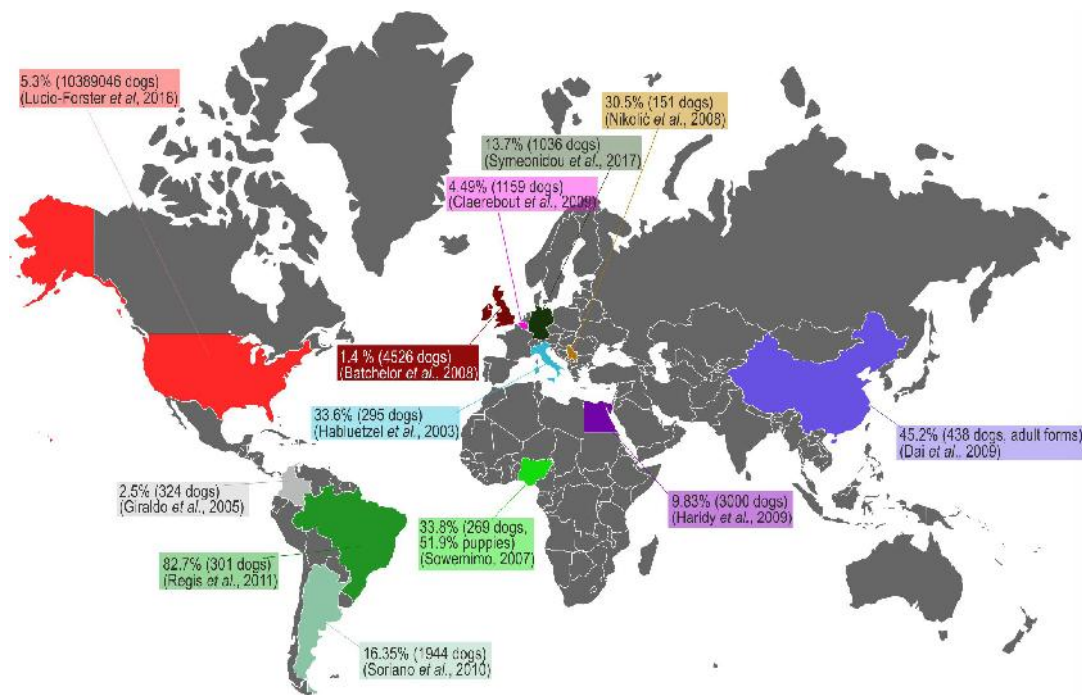 5.3% (10389046 dogs)
(Lucio-Forster et al, 2016)
30.5% (151 dogs)
(Nikolić et al., 2008)
13.7% (1036 dogs)
(Symeonidou et al., 2017)
4.49% (1159 dogs)
(Claerebout et al., 2009)
1.4 % (4526 dogs)
(Batchelor et al., 2008)
33.6% (295 dogs)
(Habluetzel et al., 2003)
45.2% (438 dogs, adult forms)
(Dai et al., 2009)
2.5% (324 dogs)
(Giraldo et al., 2005)
9.83% (3000 dogs)
(Haridy et al., 2009)
33.8% (269 dogs,
51.9% puppies)
(Sowemimo, 2007)
82.7% (301 dogs)
(Regis et al., 2011)
16.35% (1944 dogs)
(Soriano et al., 2010)